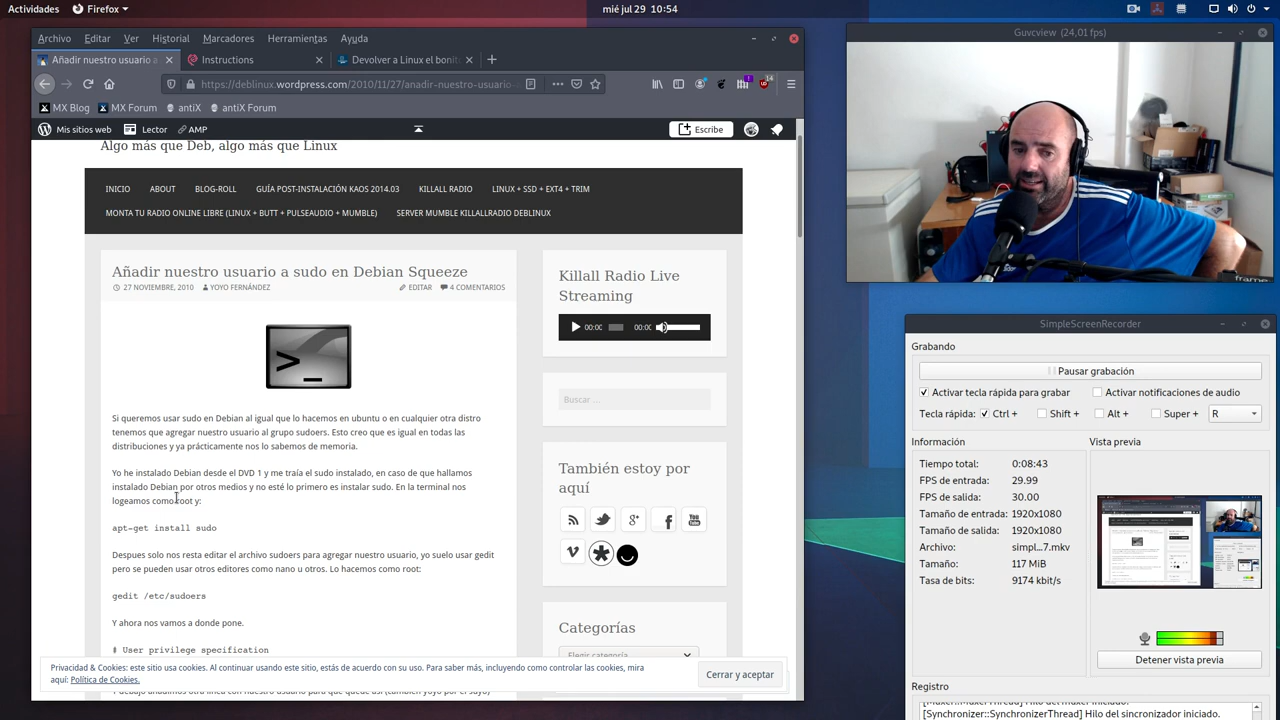 Actividades Firefox mié jul 29 10:54
Archivo Editar Ver Historial Marcadores Herramientas Ayuda
Añadir nuestro usuario a Instructions Devolver a Linux el bonit
https://deblinux.wordpress.com/2010/11/27/anadir-nuestro-usuario-
14
MX Blog MX Forum antiX antiX Forum
Mis sitios web Lector AMP Escribe
Algo más que Deb, algo más que Linux
INICIO ABOUT BLOG-ROLL GUÍA POST-INSTALACIÓN KAOS 2014.03 KILLALL RADIO LINUX + SSD + EXT4 + TRIM
MONTA TU RADIO ONLINE LIBRE (LINUX + BUTT + PULSEAUDIO + MUMBLE) SERVER MUMBLE KILLALLRADIO DEBLINUX
Añadir nuestro usuario a sudo en Debian Squeeze
27 NOVIEMBRE, 2010 YOYO FERNÁNDEZ EDITAR 4 COMENTARIOS
>_
Si queremos usar sudo en Debian al igual que lo hacemos en ubuntu o en cualquier otra distro
tenemos que agregar nuestro usuario al grupo sudoers. Esto creo que es igual en todas las
distribuciones y ya prácticamente nos lo sabemos de memoria.
Yo he instalado Debian desde el DVD 1 y me traía el sudo instalado, en caso de que hallamos
instalado Debian por otros medios y no esté lo primero es instalar sudo. En la terminal nos
logeamos como root y:
apt-get install sudo
Despues solo nos resta editar el archivo sudoers para agregar nuestro usuario, yo suelo usar gedit
pero se pueden usar otros editores como nano u otros. Lo hacemos como root:
gedit /etc/sudoers
Y ahora nos vamos a donde pone.
# User privilege specification
Killall Radio Live
Streaming
00:00 00:00
Buscar …
También estoy por
aquí
Categorías
Elegir categoría
Privacidad & Cookies: este sitio usa cookies. Al continuar usando este sitio, estás de acuerdo con su uso. Para saber más, incluyendo como controlar las cookies, mira
aquí: Política de Cookies.
Cerrar y aceptar
Guvcview (24,01 fps)
frame
SimpleScreenRecorder
Grabando
Pausar grabación
Activar tecla rápida para grabar Activar notificaciones de audio
Tecla rápida: Ctrl + Shift + Alt + Super + R
Información
Tiempo total: 0:08:43
FPS de entrada: 29.99
FPS de salida: 30.00
Tamaño de entrada: 1920x1080
Tamaño de salida: 1920x1080
Archivo: simpl...7.mkv
Tamaño: 117 MiB
Tasa de bits: 9174 kbit/s
Vista previa
Detener vista previa
Registro
[Synchronizer::SynchronizerThread] Hilo del sincronizador iniciado.